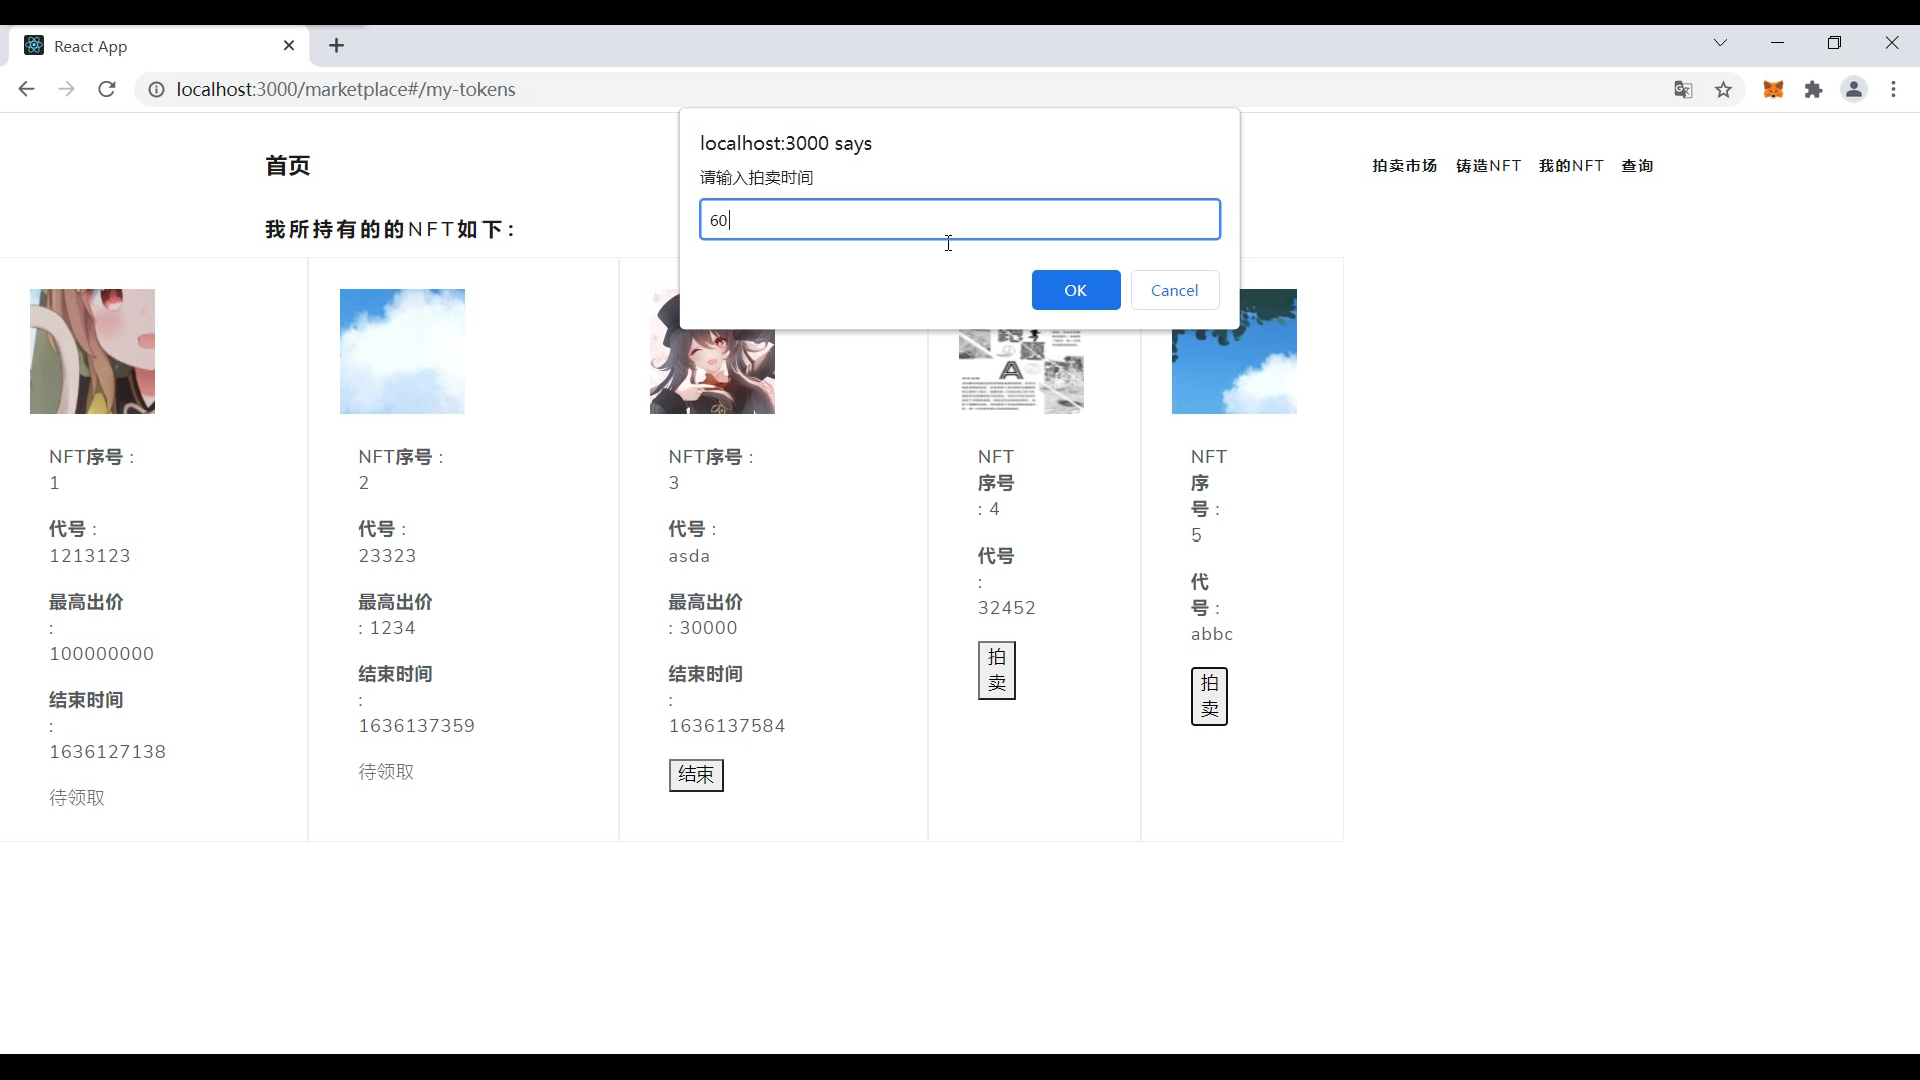 React App
localhost:3000/marketplace#/my-tokens
localhost:3000 says
请输入拍卖时间
60
OK
Cancel
首页
拍卖市场
铸造NFT
我的NFT
查询
我所持有的的NFT如下：
NFT序号：
1
代号：
1213123
最高出价
：
100000000
结束时间
：
1636127138
待领取
NFT序号：
2
代号：
23323
最高出价
：1234
结束时间
：
1636137359
待领取
NFT序号：
3
代号：
asda
最高出价
：30000
结束时间
：
1636137584
结束
A
NFT
序号
：4
代号
：
32452
拍
卖
NFT
序
号：
5
代
号：
abbc
拍
卖